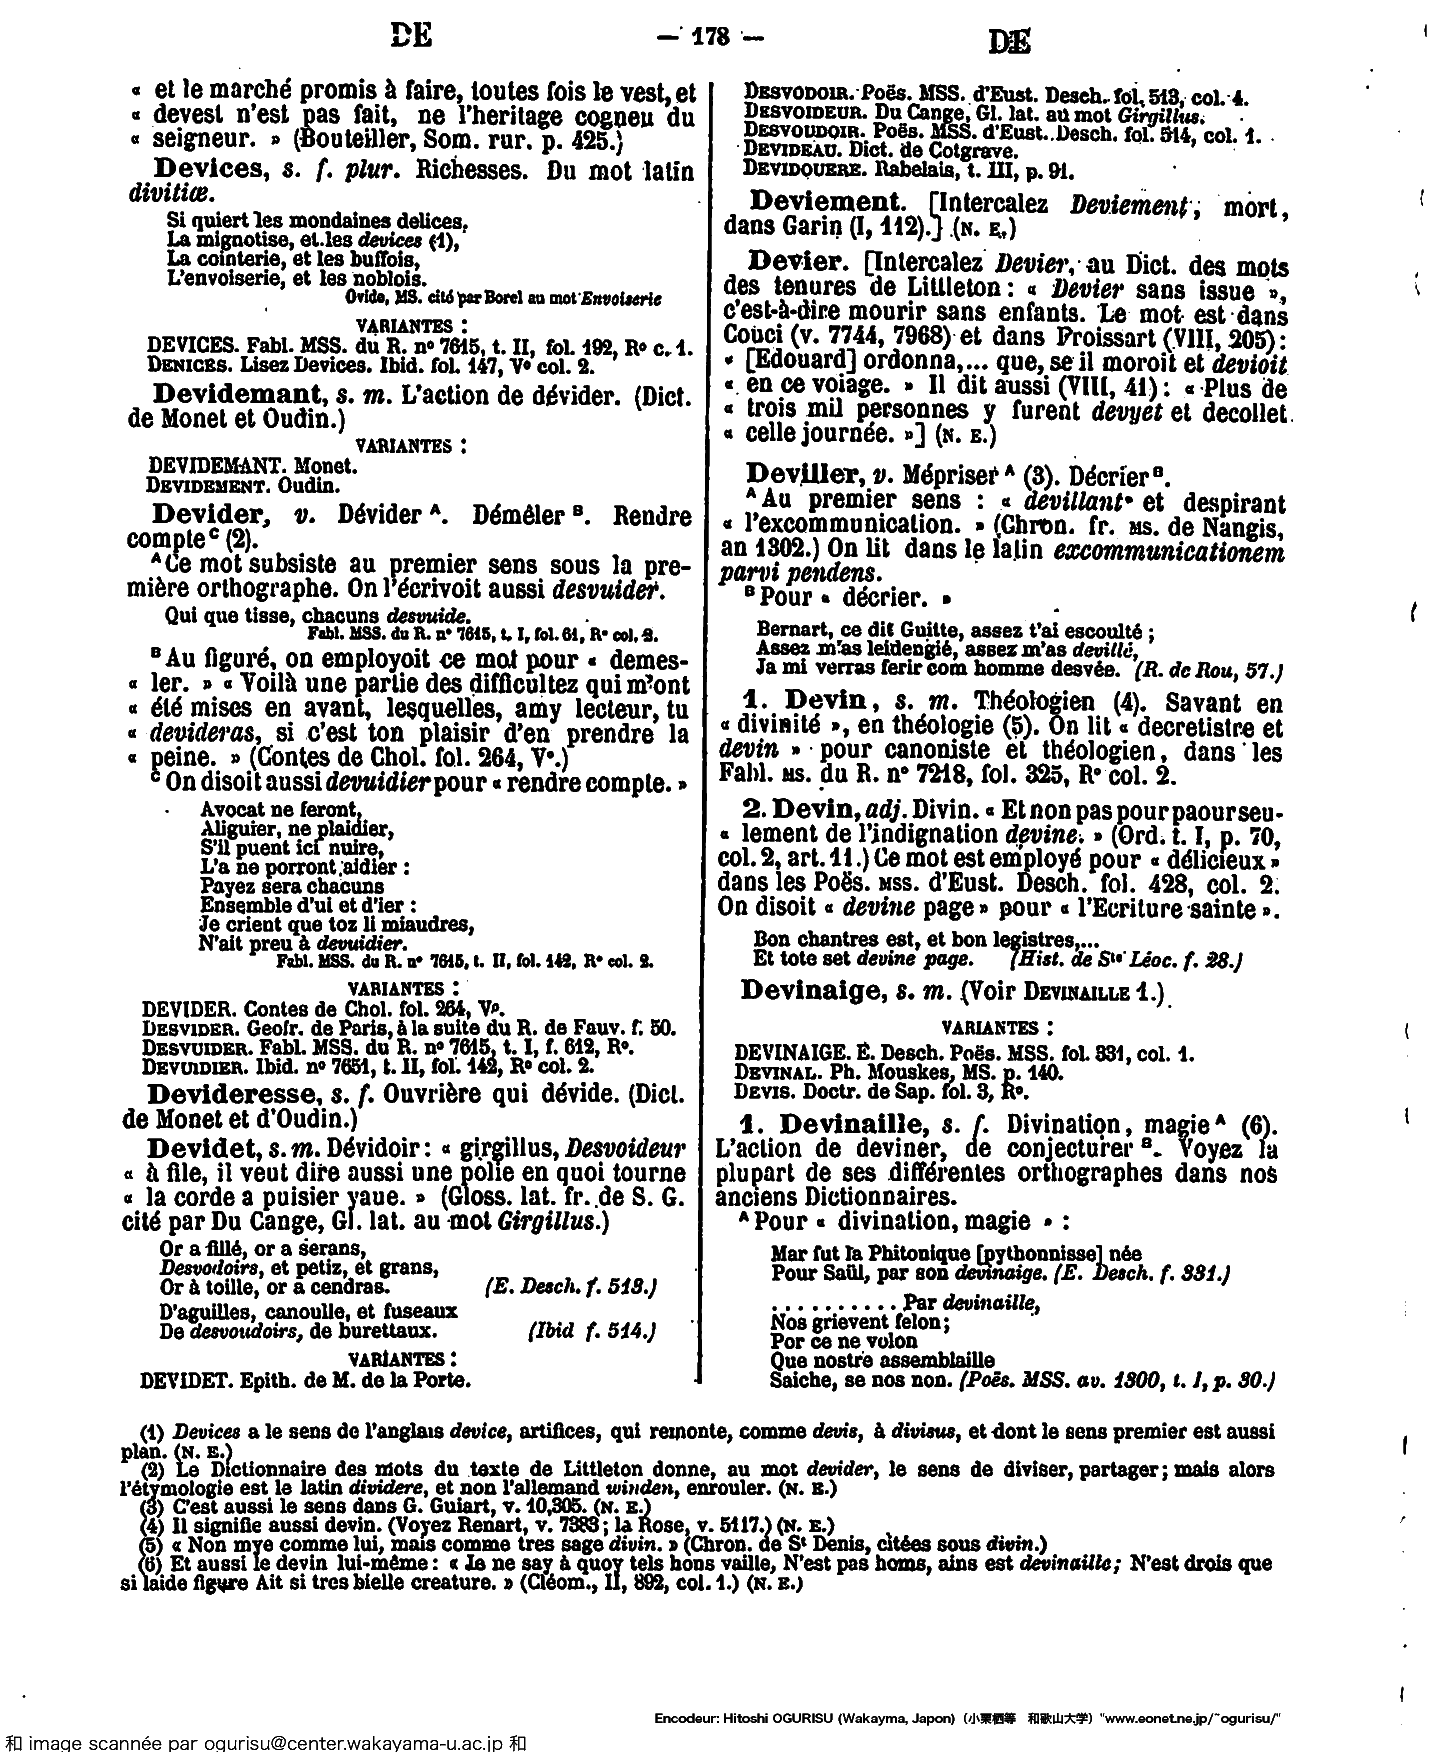 DE
— 178 —
DE
« et le marché promis à faire, toutes fois le vest, et
« devest n'est pas fait, ne l'heritage cogneu du
« seigneur. » (Bouteiller, Som. rur. p. 425.)
Devices, s. f. plur. Richesses. Du mot latin
divitiæ.
Si quiert les mondaines delices,
La mignotise, et les devices (1),
La cointerie, et les buffois,
L'envoiserie, et les noblois.
Ovide, MS. cité par Borel au mot Envoiserie
VARIANTES :
DEVICES. Fabl. MSS. du R. nº 7615, t. II, fol. 192, Rº c. 1.
DENICES. Lisez Devices. Ibid. fol. 147, Vº col. 2.
Devidemant, s. m. L'action de dévider. (Dict.
de Monet et Oudin.)
VARIANTES :
DEVIDEMANT. Monet.
DEVIDEMENT. Oudin.
Devider, v. Dévider A. Démêler B. Rendre
compte C (2).
A Ce mot subsiste au premier sens sous la pre-
mière orthographe. On l'écrivoit aussi desvuider.
Qui que tisse, chacuns desvuide.
Fabl. MSS. du R. nº 7615, t. I, fol. 61, Rº col. 2.
B Au figuré, on employoit ce mot pour « demes-
« ler. » « Voilà une partie des difficultez qui m'ont
« été mises en avant, lesquelles, amy lecteur, tu
« devideras, si c'est ton plaisir d'en prendre la
« peine. » (Contes de Chol. fol. 264, Vº.)
C On disoit aussi devuidier pour « rendre compte. »
Avocat ne feront,
Aliguier, ne plaidier,
S'il puent ici nuire,
L'a ne porront aidier :
Payez sera chacuns
Ensemble d'ui et d'ier :
Je crient que toz li miaudres,
N'ait preu à devuidier.
Fabl. MSS. du R. nº 7615, t. II, fol. 142, Rº col. 2.
VARIANTES :
DEVIDER. Contes de Chol. fol. 264, Vº.
DESVIDER. Geofr. de Paris, à la suite du R. de Fauv. f. 50.
DESVUIDER. Fabl. MSS. du R. nº 7615, t. I, f. 612, Rº.
DEVUIDIER. Ibid. nº 7651, t. II, fol. 142, Rº col. 2.
Devideresse, s. f. Ouvrière qui dévide. (Dict.
de Monet et d'Oudin.)
Devidet, s. m. Dévidoir : « girgillus, Desvoideur
« à file, il veut dire aussi une polie en quoi tourne
« la corde a puisier yaue. » (Gloss. lat. fr. de S. G.
cité par Du Cange, Gl. lat. au mot Girgillus.)
Or a fillé, or a serans,
Desvodoirs, et petiz, et grans,
Or à toille, or a cendras. (E. Desch. f. 513.)
D'aguilles, canoulle, et fuseaux
De desvoudoirs, de burettaux. (Ibid f. 514.)
VARIANTES :
DEVIDET. Epith. de M. de la Porte.
DESVODOIR. Poës. MSS. d'Eust. Desch. fol. 513, col. 4.
DESVOIDEUR. Du Cange, Gl. lat. au mot Girgillus.
DESVOUDOIR. Poës. MSS. d'Eust. Desch. fol. 514, col. 1.
DEVIDEAU. Dict. de Cotgrave.
DEVIDOUERE. Rabelais, t. III, p. 91.
Deviement. [Intercalez Deviement, mort,
dans Garin (I, 112).] (N. E.)
Devier. [Intercalez Devier, au Dict. des mots
des tenures de Littleton : « Devier sans issue »,
c'est-à-dire mourir sans enfants. Le mot est dans
Couci (v. 7744, 7968) et dans Froissart (VIII, 205) :
« [Edouard] ordonna,... que, se il moroit et devioit
« en ce voiage. » Il dit aussi (VIII, 41) : « Plus de
« trois mil personnes y furent devyet et decollet
« celle journée. »] (N. E.)
Deviller, v. Mépriser A (3). Décrier B.
A Au premier sens : « devillant et despirant
« l'excommunication. » (Chron. fr. MS. de Nangis,
an 1302.) On lit dans le latin excommunicationem
parvi pendens.
B Pour « décrier. »
Bernart, ce dit Guitte, assez t'ai escoulté ;
Assez m'as leidengié, assez m'as devillé,
Ja mi verras ferir com homme desvée. (R. de Rou, 57.)
1. Devin, s. m. Théologien (4). Savant en
« divinité », en théologie (5). On lit « decretistre et
devin » pour canoniste et théologien, dans les
Fabl. MS. du R. nº 7218, fol. 325, Rº col. 2.
2. Devin, adj. Divin. « Et non pas pour paour seu-
« lement de l'indignation devine. » (Ord. t. I, p. 70,
col. 2, art. 11.) Ce mot est employé pour « délicieux »
dans les Poës. MSS. d'Eust. Desch. fol. 428, col. 2.
On disoit « devine page » pour « l'Ecriture sainte ».
Bon chantres est, et bon legistres,...
Et tote set devine page. (Hist. de Ste Léoc. f. 28.)
Devinaige, s. m. (Voir DEVINAILLE 1.)
VARIANTES :
DEVINAIGE. E. Desch. Poës. MSS. fol. 331, col. 1.
DEVINAL. Ph. Mouskes, MS. p. 140.
DEVIS. Doctr. de Sap. fol. 3, Rº.
1. Devinaille, s. f. Divination, magie A (6).
L'action de deviner, de conjecturer B. Voyez la
plupart de ses différentes orthographes dans nos
anciens Dictionnaires.
A Pour « divination, magie » :
Mar fut la Phitonique [pythonnisse] née
Pour Saül, par son devinaige. (E. Desch. f. 331.)
. . . . . . . . . . Par devinaille,
Nos grievent felon ;
Por ce ne volon
Que nostre assemblaille
Saiche, se nos non. (Poës. MSS. av. 1300, t. I, p. 30.)
(1) Devices a le sens de l'anglais device, artifices, qui remonte, comme devis, à divisus, et dont le sens premier est aussi
plan. (N. E.)
(2) Le Dictionnaire des mots du texte de Littleton donne, au mot devider, le sens de diviser, partager ; mais alors
l'étymologie est le latin dividere, et non l'allemand winden, enrouler. (N. E.)
(3) C'est aussi le sens dans G. Guiart, v. 10,305. (N. E.)
(4) Il signifie aussi devin. (Voyez Renart, v. 7383 ; la Rose, v. 5117.) (N. E.)
(5) « Non mye comme lui, mais comme tres sage divin. » (Chron. de St Denis, citées sous divin.)
(6) Et aussi le devin lui-même : « Je ne say à quoy tels hons vaille, N'est pas homs, ains est devinaille ; N'est drois que
si laide figure Ait si tres bielle creature. » (Cléom., II, 892, col. 1.) (N. E.)
Encodeur: Hitoshi OGURISU (Wakayma, Japon) (小栗栖等 和歌山大学) "www.eonet.ne.jp/~ogurisu/"
和 image scannée par ogurisu@center.wakayama-u.ac.jp 和